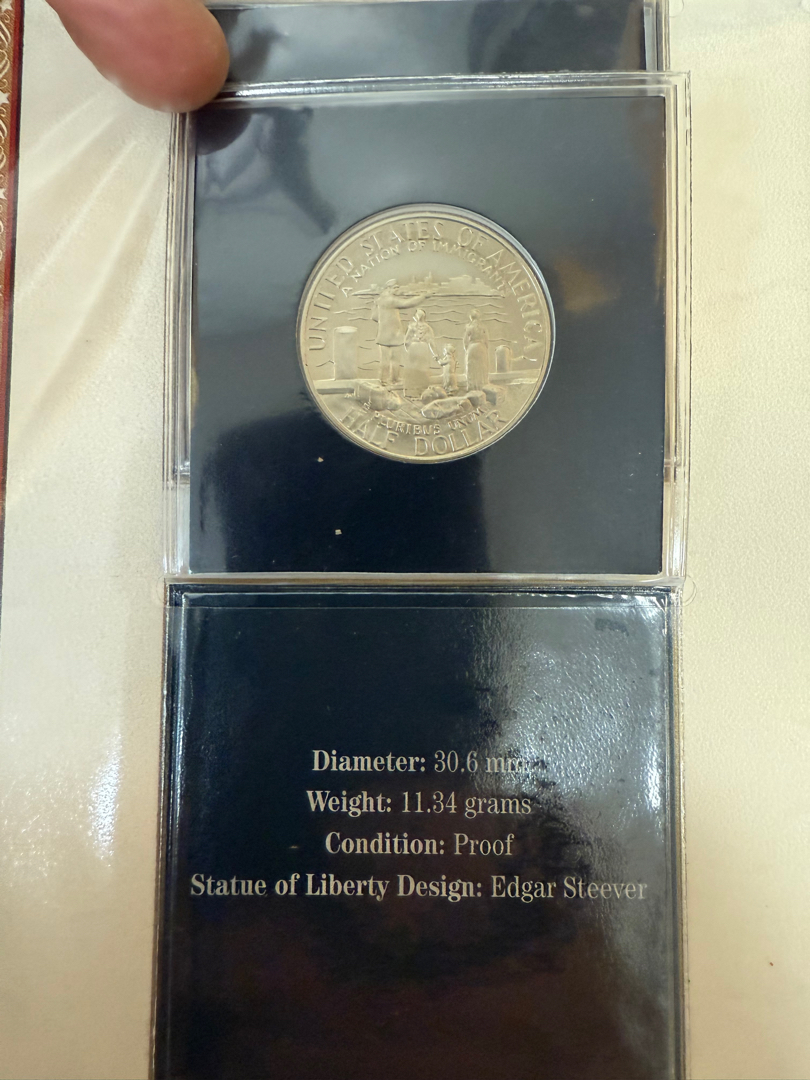 UNITED STATES OF AMERICA
A NATION OF IMMIGRANTS
E PLURIBUS UNUM
HALF DOLLAR
Diameter: 30.6 mm
Weight: 11.34 grams
Condition: Proof
Statue of Liberty Design: Edgar Steever